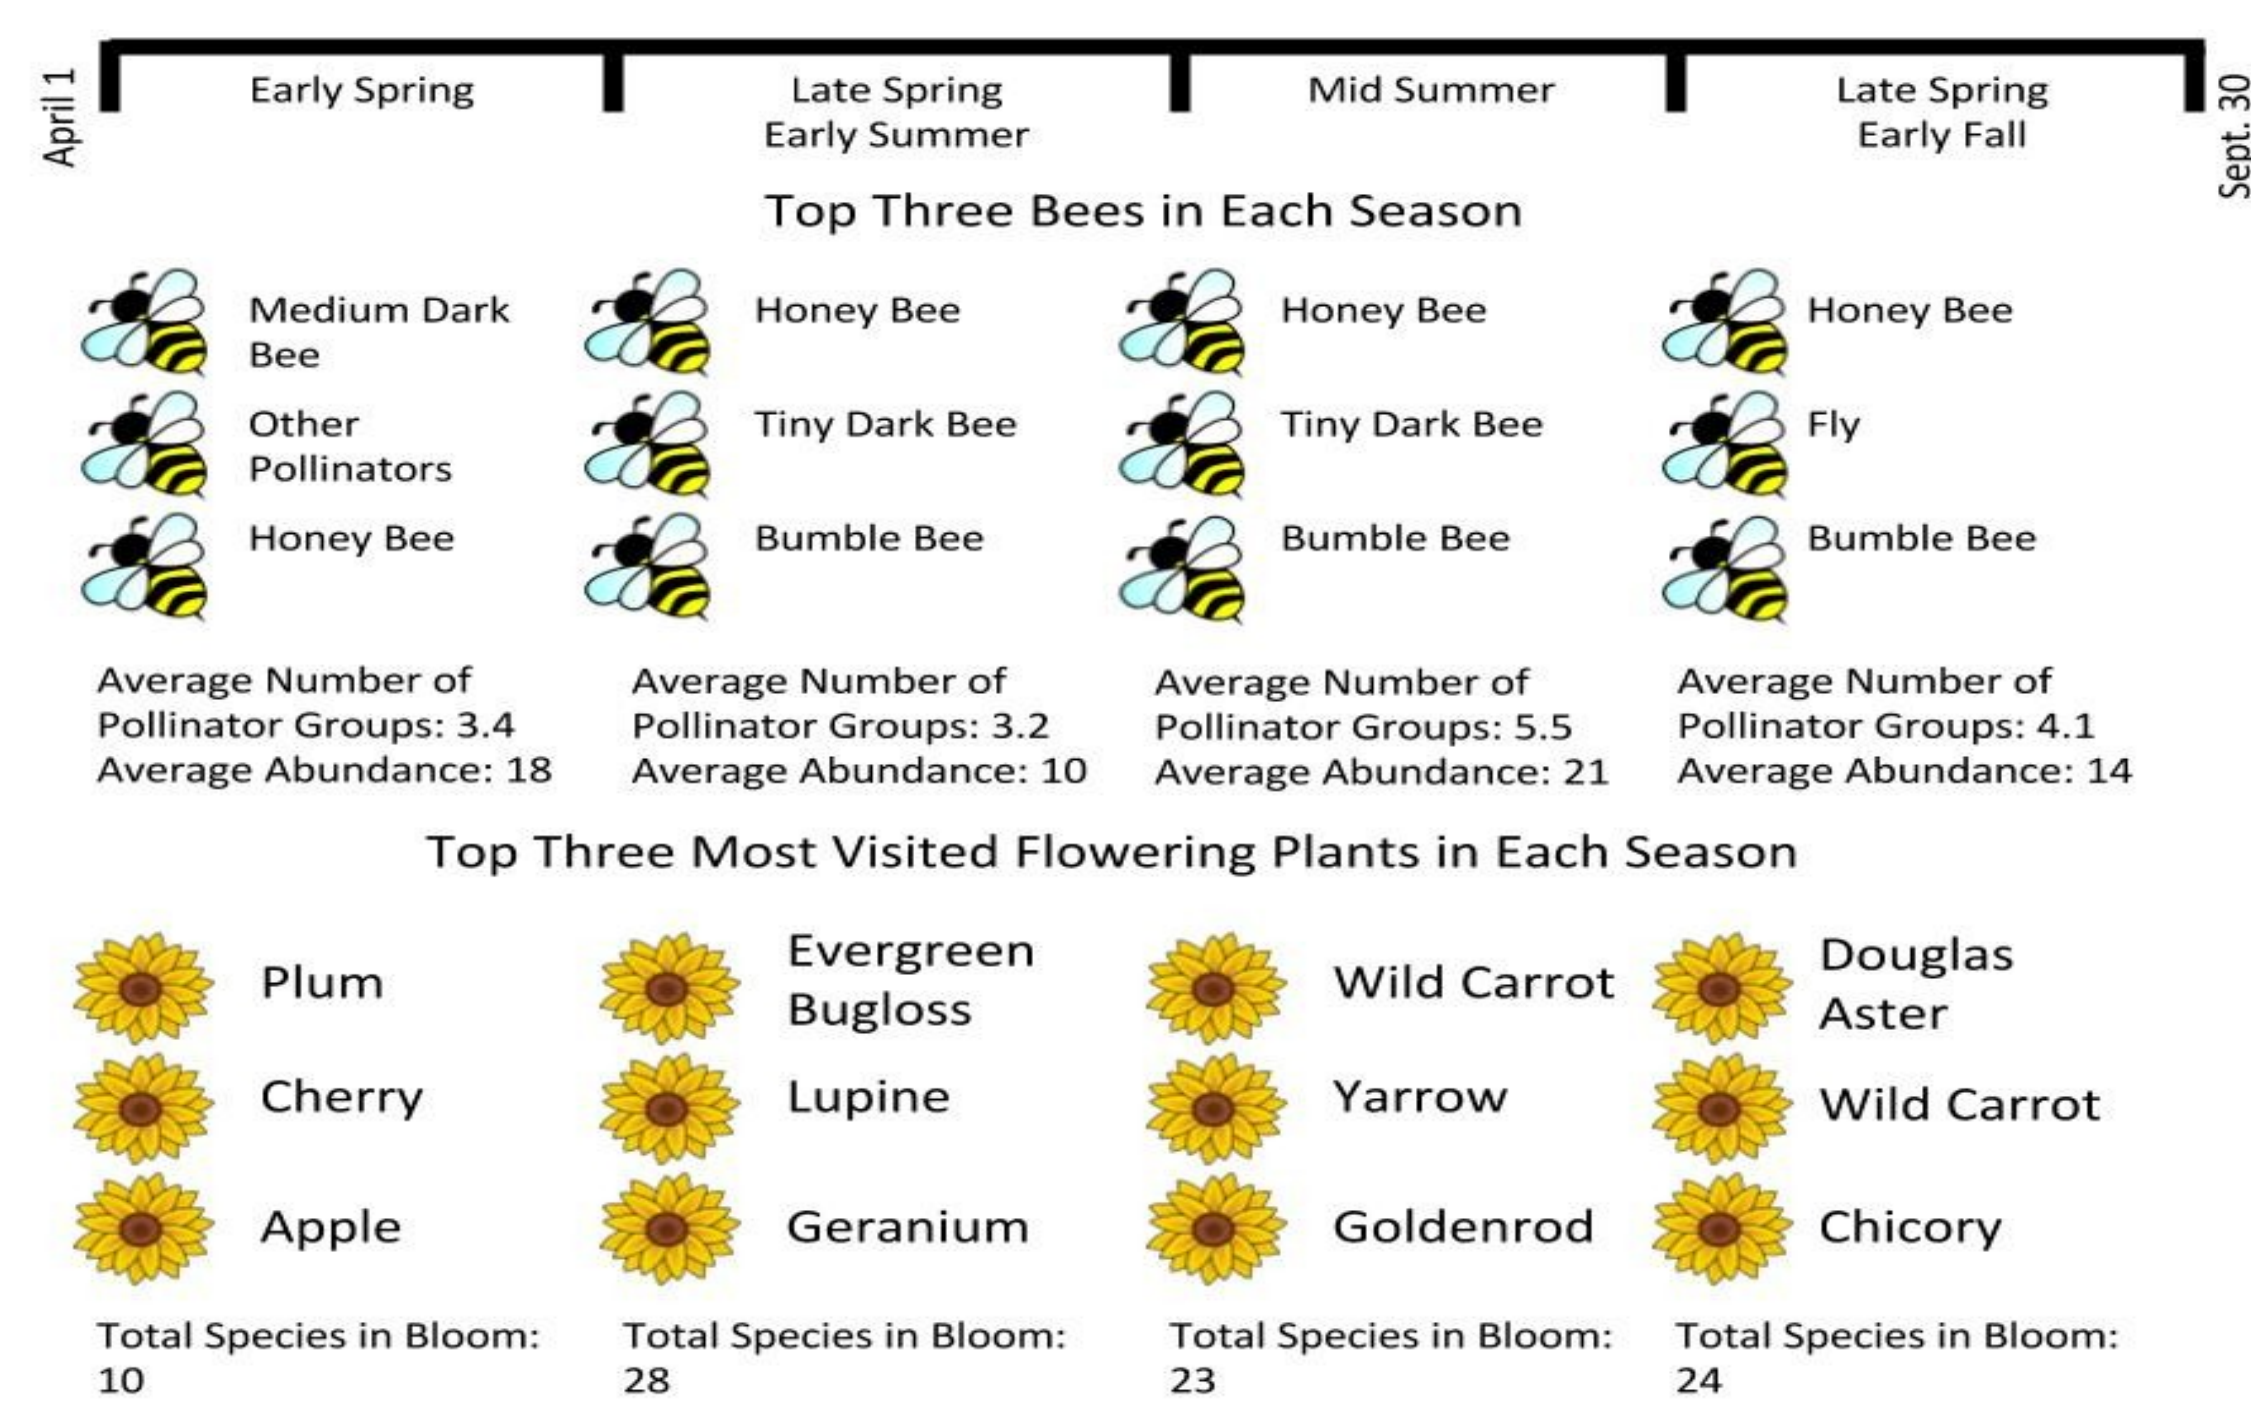 April 1
Early Spring
Late Spring
Early Summer
Mid Summer
Late Spring
Early Fall
Sept. 30
Top Three Bees in Each Season
Medium Dark
Bee
Other
Pollinators
Honey Bee
Honey Bee
Tiny Dark Bee
Bumble Bee
Honey Bee
Tiny Dark Bee
Bumble Bee
Honey Bee
Fly
Bumble Bee
Average Number of
Pollinator Groups: 3.4
Average Abundance: 18
Average Number of
Pollinator Groups: 3.2
Average Abundance: 10
Average Number of
Pollinator Groups: 5.5
Average Abundance: 21
Average Number of
Pollinator Groups: 4.1
Average Abundance: 14
Top Three Most Visited Flowering Plants in Each Season
Plum
Cherry
Apple
Evergreen
Bugloss
Lupine
Geranium
Wild Carrot
Yarrow
Goldenrod
Douglas
Aster
Wild Carrot
Chicory
Total Species in Bloom:
10
Total Species in Bloom:
28
Total Species in Bloom:
23
Total Species in Bloom:
24